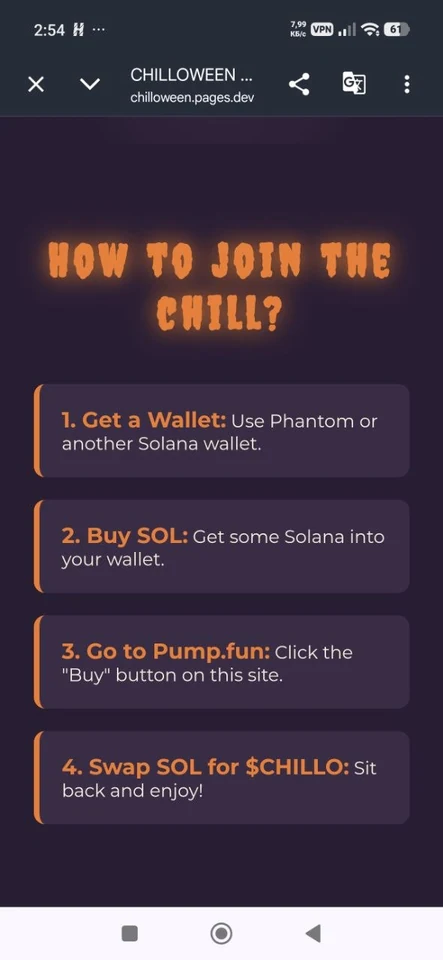 2:54 H ...
7,99
КБ/с
VPN
61
CHILLOWEEN ...
chilloween.pages.dev
HOW TO JOIN THE
CHILL?
1. Get a Wallet: Use Phantom or
another Solana wallet.
2. Buy SOL: Get some Solana into
your wallet.
3. Go to Pump.fun: Click the
"Buy" button on this site.
4. Swap SOL for $CHILLO: Sit
back and enjoy!